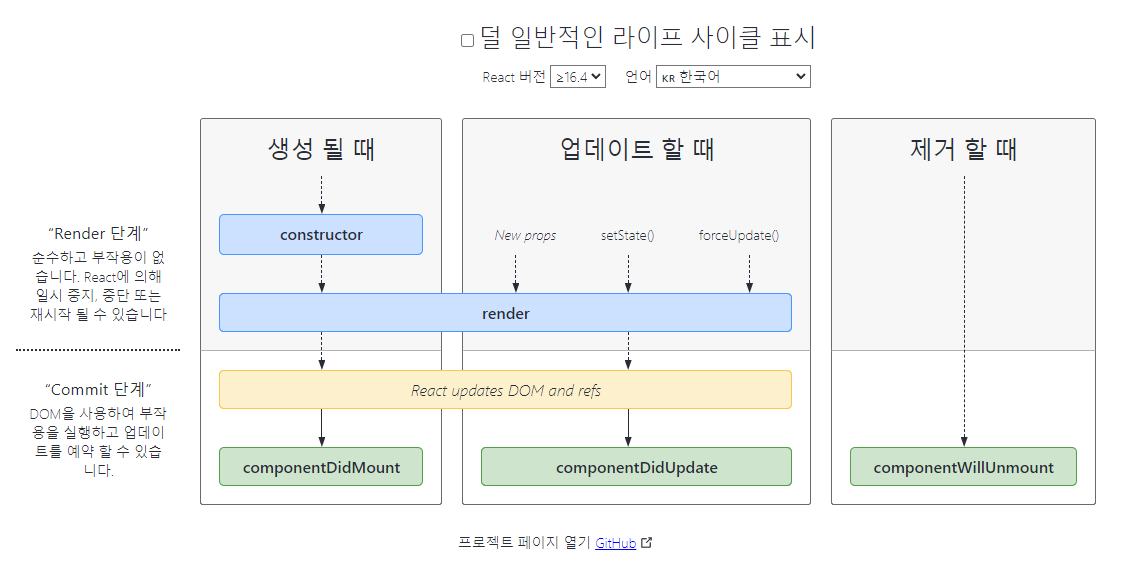 덜 일반적인 라이프 사이클 표시
React 버전 ≥16.4 언어 KR 한국어
생성 될 때
업데이트 할 때
제거 할 때
“Render 단계”
순수하고 부작용이 없
습니다. React에 의해
일시 중지, 중단 또는
재시작 될 수 있습니다
constructor
New props
setState()
forceUpdate()
render
“Commit 단계”
DOM을 사용하여 부작
용을 실행하고 업데이
트를 예약 할 수 있습
니다.
React updates DOM and refs
componentDidMount
componentDidUpdate
componentWillUnmount
프로젝트 페이지 열기 GitHub